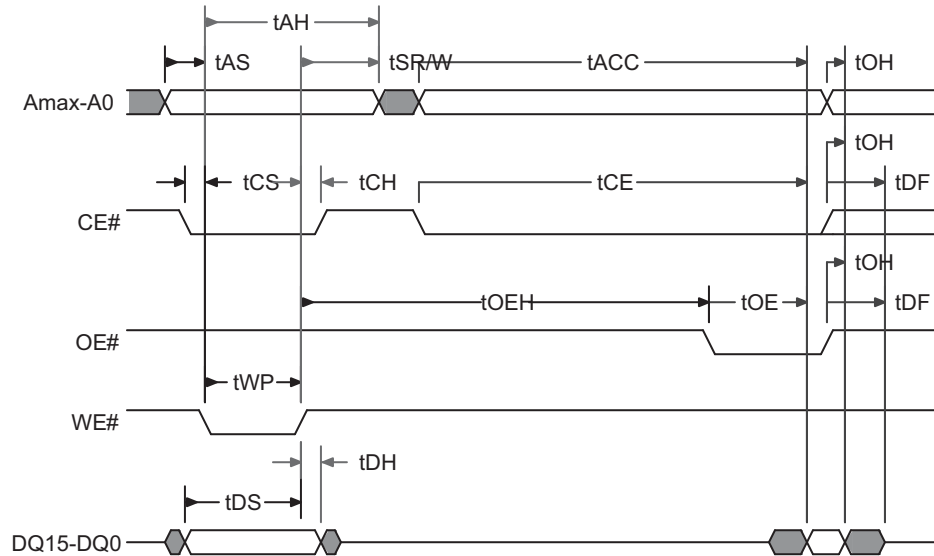 tAH
tAS
tSR/W
tACC
tOH
Amax-A0
tOH
tCS
tCH
tCE
tDF
CE#
tOH
tOEH
tOE
tDF
OE#
tWP
WE#
tDH
tDS
DQ15-DQ0